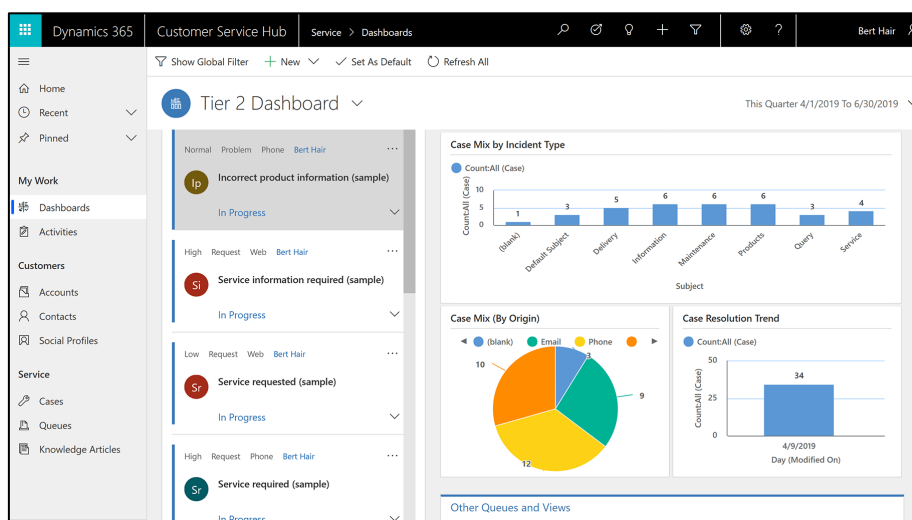 Dynamics 365 Customer Service Hub Service > Dashboards Bert Hair
Show Global Filter New Set As Default Refresh All
Home
Recent
Pinned
My Work
Dashboards
Activities
Customers
Accounts
Contacts
Social Profiles
Service
Cases
Queues
Knowledge Articles
Tier 2 Dashboard
This Quarter 4/1/2019 To 6/30/2019
Normal Problem Phone Bert Hair ...
Ip
Incorrect product information (sample)
In Progress
High Request Web Bert Hair ...
Si
Service information required (sample)
In Progress
Low Request Web Bert Hair ...
Sr
Service requested (sample)
In Progress
High Request Phone Bert Hair ...
Sr
Service required (sample)
In Progress
Case Mix by Incident Type
Count:All (Case)
Count:All (Case)
10
5
0
1 3 5 6 6 6 3 4
(blank) Default Subject Delivery Information Maintenance Products Query Service
Subject
Case Mix (By Origin)
(blank) Email Phone
10
3
9
12
Case Resolution Trend
Count:All (Case)
Count:All (Case)
50
25
0
34
4/9/2019
Day (Modified On)
Other Queues and Views